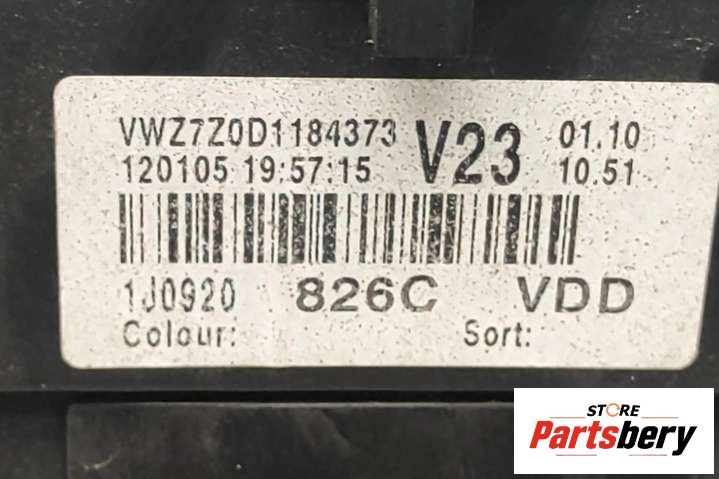 VWZ7Z0D1184373 V23 01.10
120105 19:57:15 10.51
1J0920 826C VDD
Colour: Sort:
STORE
Partsbery